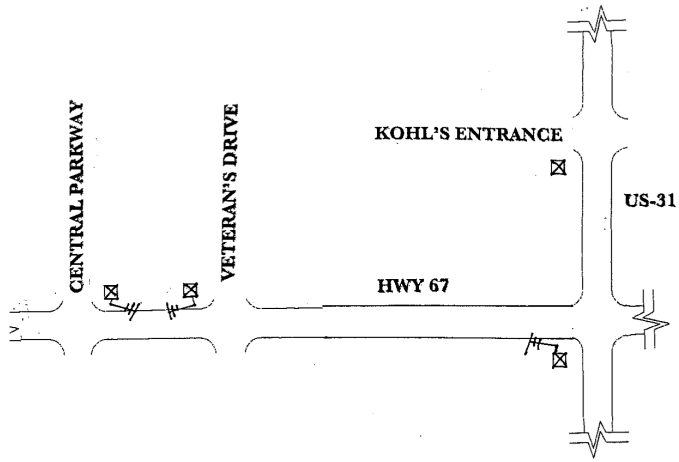 CENTRAL PARKWAY
VETERAN'S DRIVE
KOHL'S ENTRANCE
US-31
HWY 67